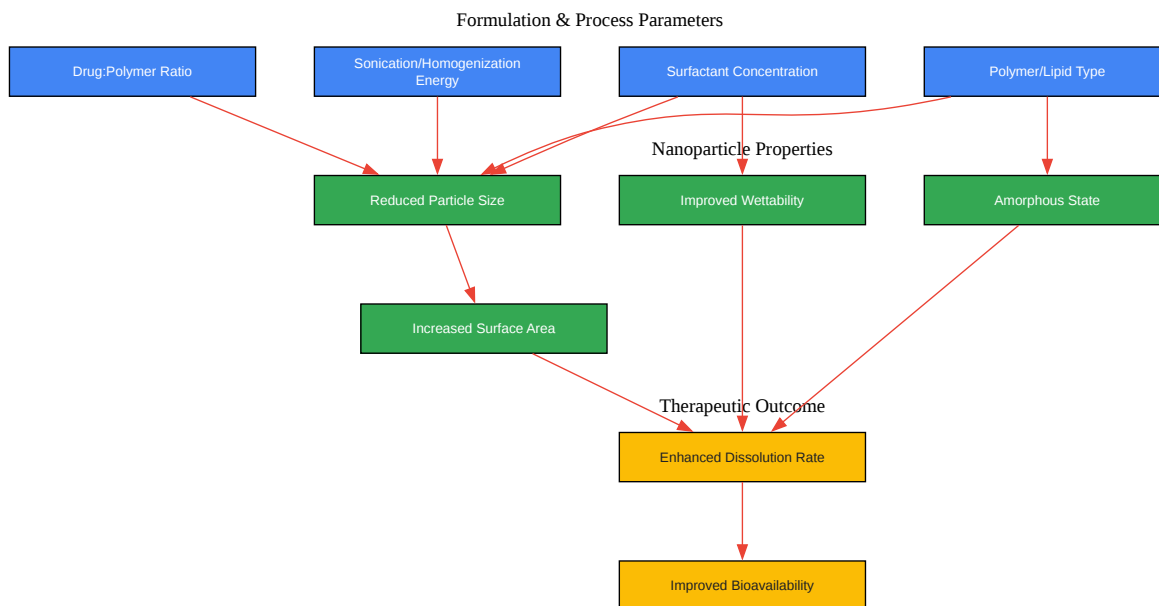 Formulation & Process Parameters
Drug:Polymer Ratio
Sonication/Homogenization
Energy
Surfactant Concentration
Polymer/Lipid Type
Nanoparticle Properties
Reduced Particle Size
Improved Wettability
Amorphous State
Increased Surface Area
Therapeutic Outcome
Enhanced Dissolution Rate
Improved Bioavailability